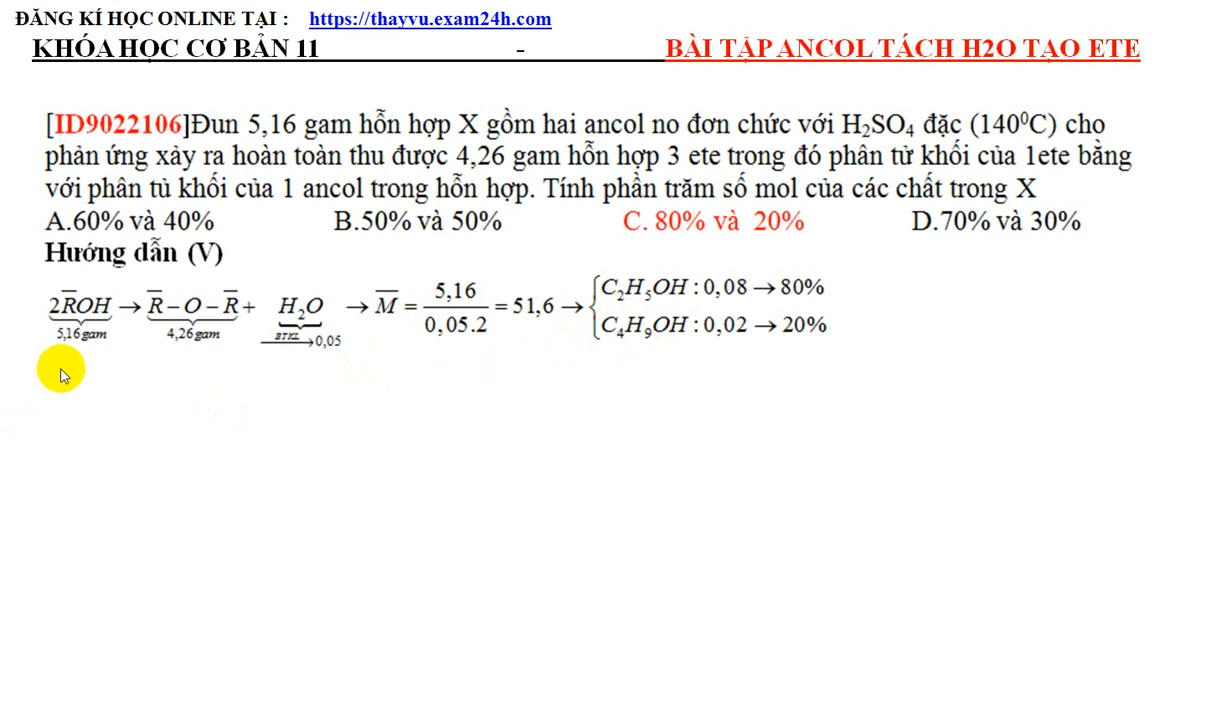 ĐĂNG KÍ HỌC ONLINE TẠI : https://thayvu.exam24h.com
KHÓA HỌC CƠ BẢN 11 - BÀI TẬP ANCOL TÁCH H2O TẠO ETE
[ID9022106]Đun 5,16 gam hỗn hợp X gồm hai ancol no đơn chức với H₂SO₄ đặc (140⁰C) cho
phản ứng xảy ra hoàn toàn thu được 4,26 gam hỗn hợp 3 ete trong đó phân tử khối của 1ete bằng
với phân tủ khối của 1 ancol trong hỗn hợp. Tính phần trăm số mol của các chất trong X
A.60% và 40% B.50% và 50% C. 80% và 20% D.70% và 30%
Hướng dẫn (V)
2R̅OH → R̅ – O – R̅ + H₂O → M̅ = 5,16 / 0,05.2 = 51,6 → { C₂H₅OH : 0,08 → 80%
C₄H₉OH : 0,02 → 20%
5,16 gam 4,26 gam BTKL → 0,05